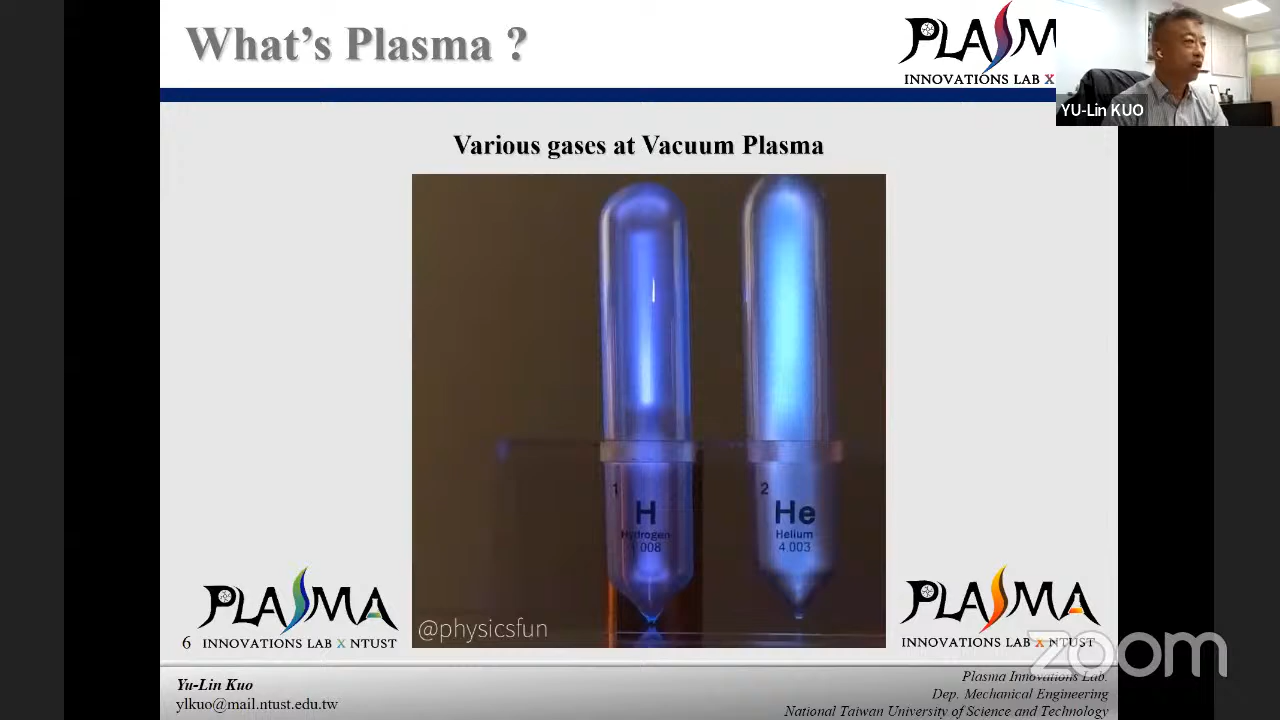 What's Plasma ?
PLASM
INNOVATIONS LAB X
YU-Lin KUO
Various gases at Vacuum Plasma
1
H
Hydrogen
1.008
2
He
Helium
4.003
@physicsfun
PLASMA
INNOVATIONS LAB X NTUST
6
PLASMA
INNOVATIONS LAB X NTUST
zoom
Yu-Lin Kuo
ylkuo@mail.ntust.edu.tw
Plasma Innovations Lab.
Dep. Mechanical Engineering
National Taiwan University of Science and Technology